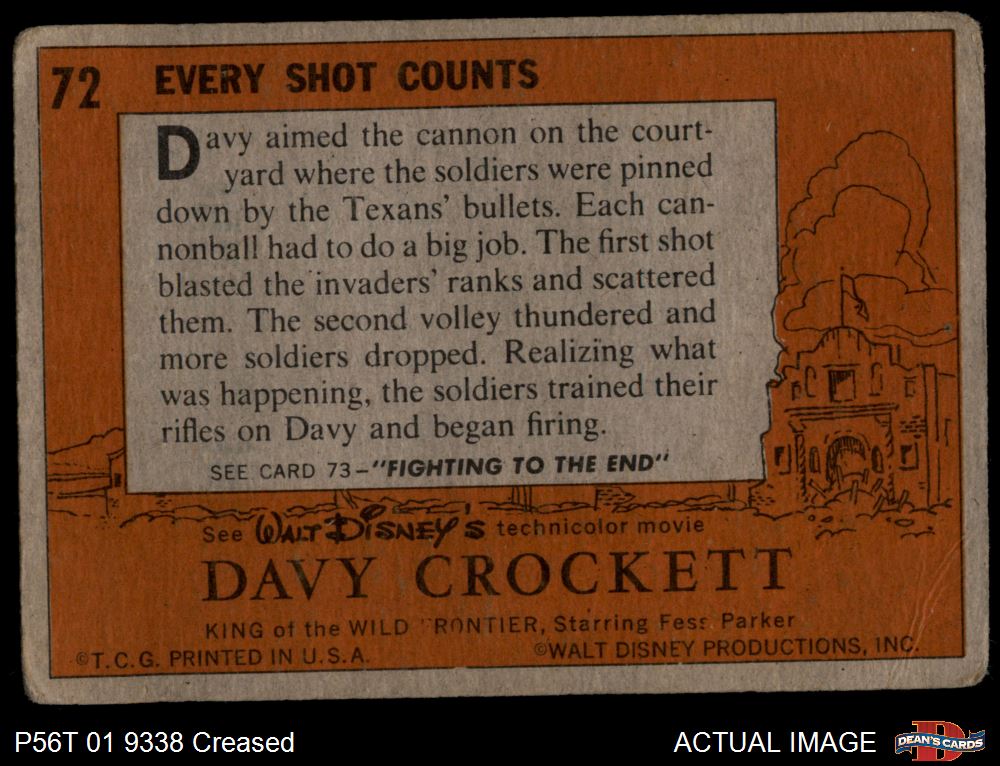 72 EVERY SHOT COUNTS
Davy aimed the cannon on the court-
yard where the soldiers were pinned
down by the Texans' bullets. Each can-
nonball had to do a big job. The first shot
blasted the invaders' ranks and scattered
them. The second volley thundered and
more soldiers dropped. Realizing what
was happening, the soldiers trained their
rifles on Davy and began firing.
SEE CARD 73—"FIGHTING TO THE END"
See WALT DISNEY'S technicolor movie
DAVY CROCKETT
KING of the WILD FRONTIER, Starring Fess Parker
©T.C.G. PRINTED IN U.S.A. ©WALT DISNEY PRODUCTIONS, INC.
P56T 01 9338 Creased ACTUAL IMAGE DEAN'S CARDS